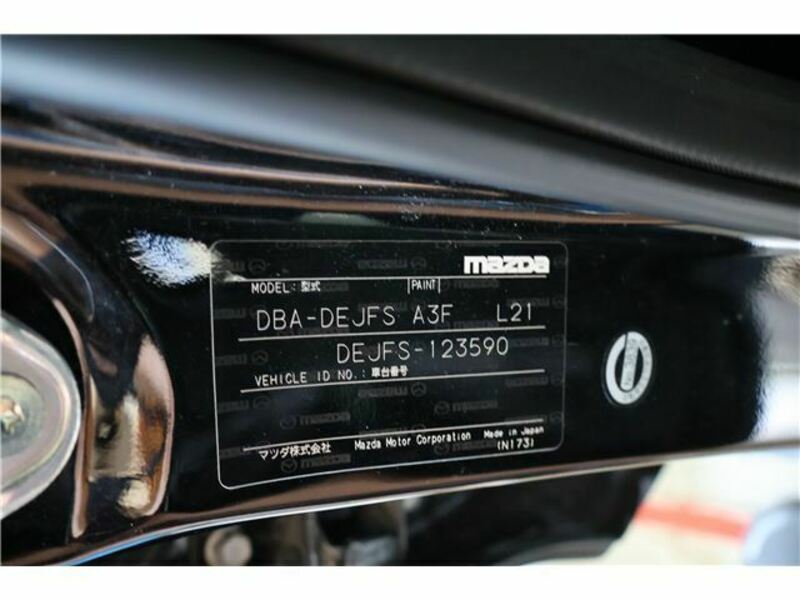 mazda
MODEL: 型式 PAINT
DBA-DEJFS A3F L21
DEJFS-123590
VEHICLE ID NO.: 車台番号
マツダ株式会社 Mazda Motor Corporation Made in Japan
(N173)